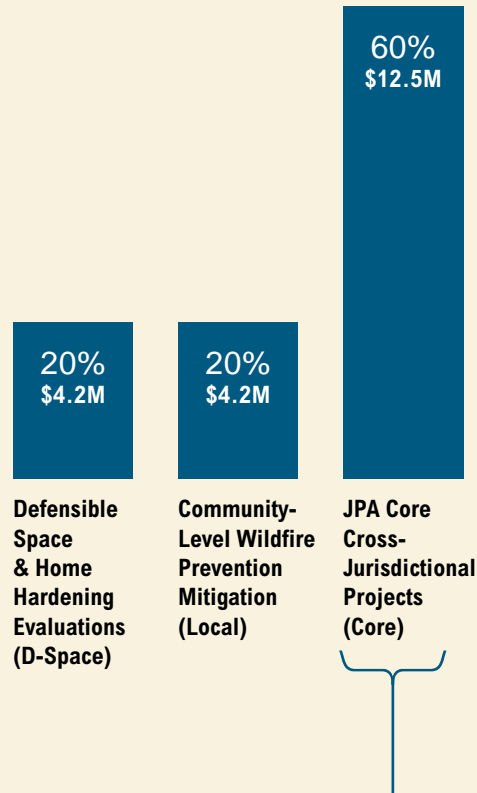 60%
$12.5M
20%
$4.2M
20%
$4.2M
Defensible
Space
& Home
Hardening
Evaluations
(D-Space)
Community-
Level Wildfire
Prevention
Mitigation
(Local)
JPA Core
Cross-
Jurisdictional
Projects
(Core)